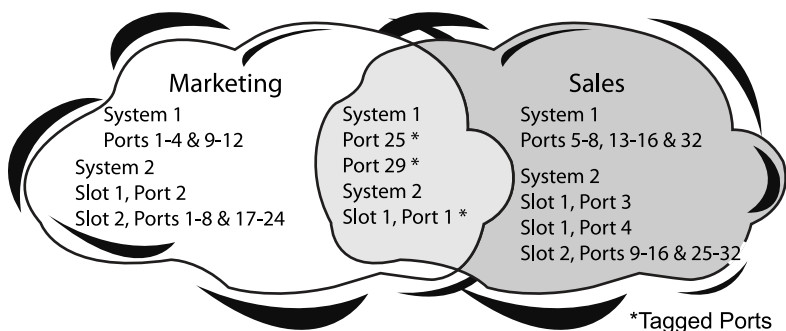 Marketing
System 1
Ports 1-4 & 9-12
System 2
Slot 1, Port 2
Slot 2, Ports 1-8 & 17-24
System 1
Port 25 *
Port 29 *
System 2
Slot 1, Port 1 *
Sales
System 1
Ports 5-8, 13-16 & 32
System 2
Slot 1, Port 3
Slot 1, Port 4
Slot 2, Ports 9-16 & 25-32
*Tagged Ports